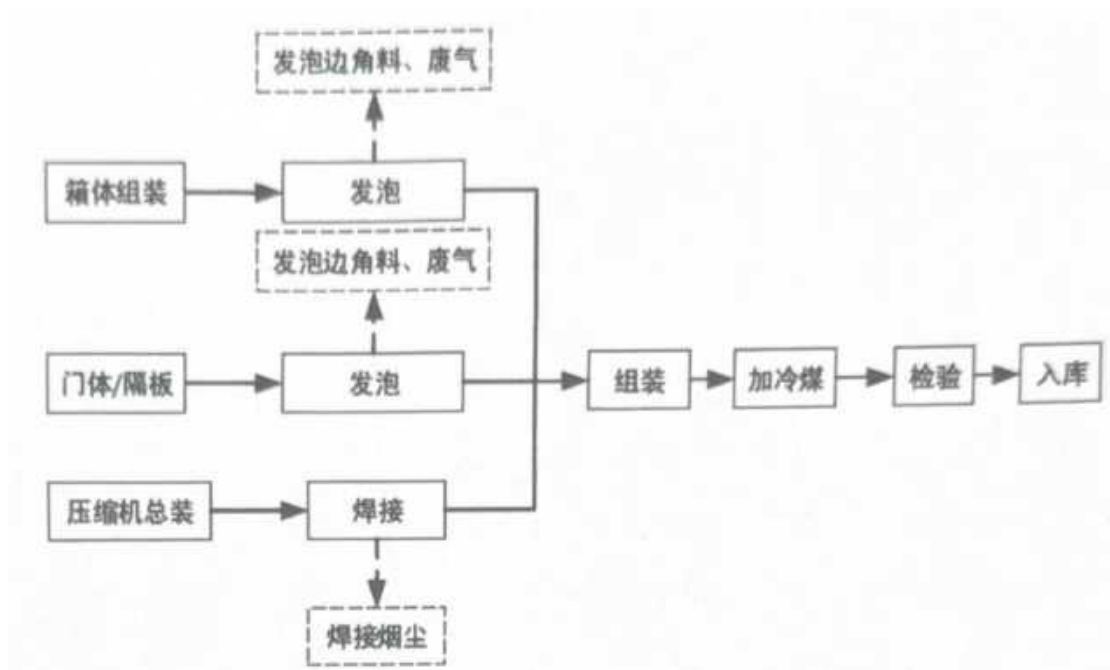 发泡边角料、废气
箱体组装
发泡
发泡边角料、废气
门体/隔板
发泡
组装
加冷煤
检验
入库
压缩机总装
焊接
焊接烟尘